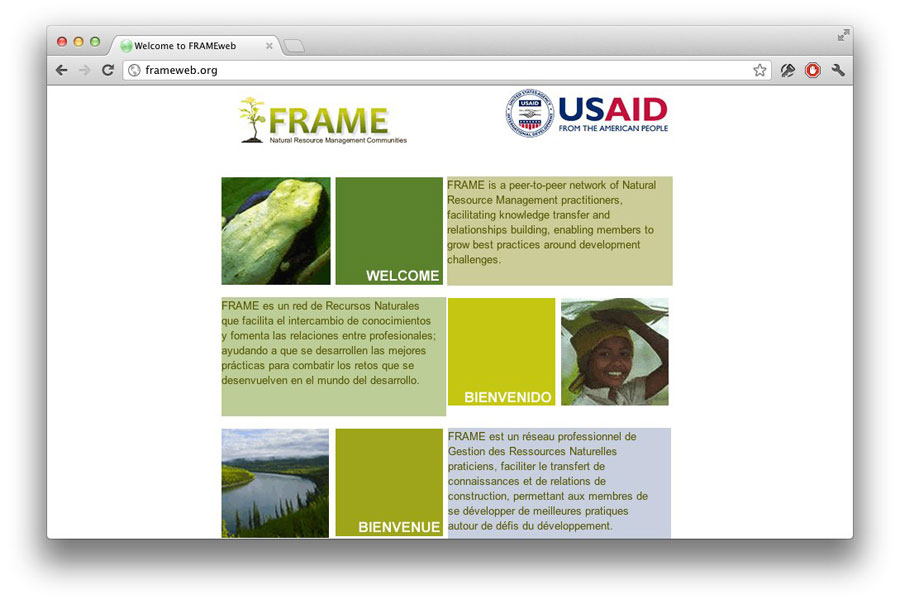 Welcome to FRAMEweb
frameweb.org
FRAME
Natural Resource Management Communities
USAID
USAID
FROM THE AMERICAN PEOPLE
FRAME is a peer-to-peer network of Natural
Resource Management practitioners,
facilitating knowledge transfer and
relationships building, enabling members to
grow best practices around development
challenges.
WELCOME
FRAME es un red de Recursos Naturales
que facilita el intercambio de conocimientos
y fomenta las relaciones entre profesionales;
ayudando a que se desarrollen las mejores
prácticas para combatir los retos que se
desenvuelven en el mundo del desarrollo.
BIENVENIDO
BIENVENUE
FRAME est un réseau professionnel de
Gestion des Ressources Naturelles
praticiens, faciliter le transfert de
connaissances et de relations de
construction, permettant aux membres de
se développer de meilleures pratiques
autour de défis du développement.